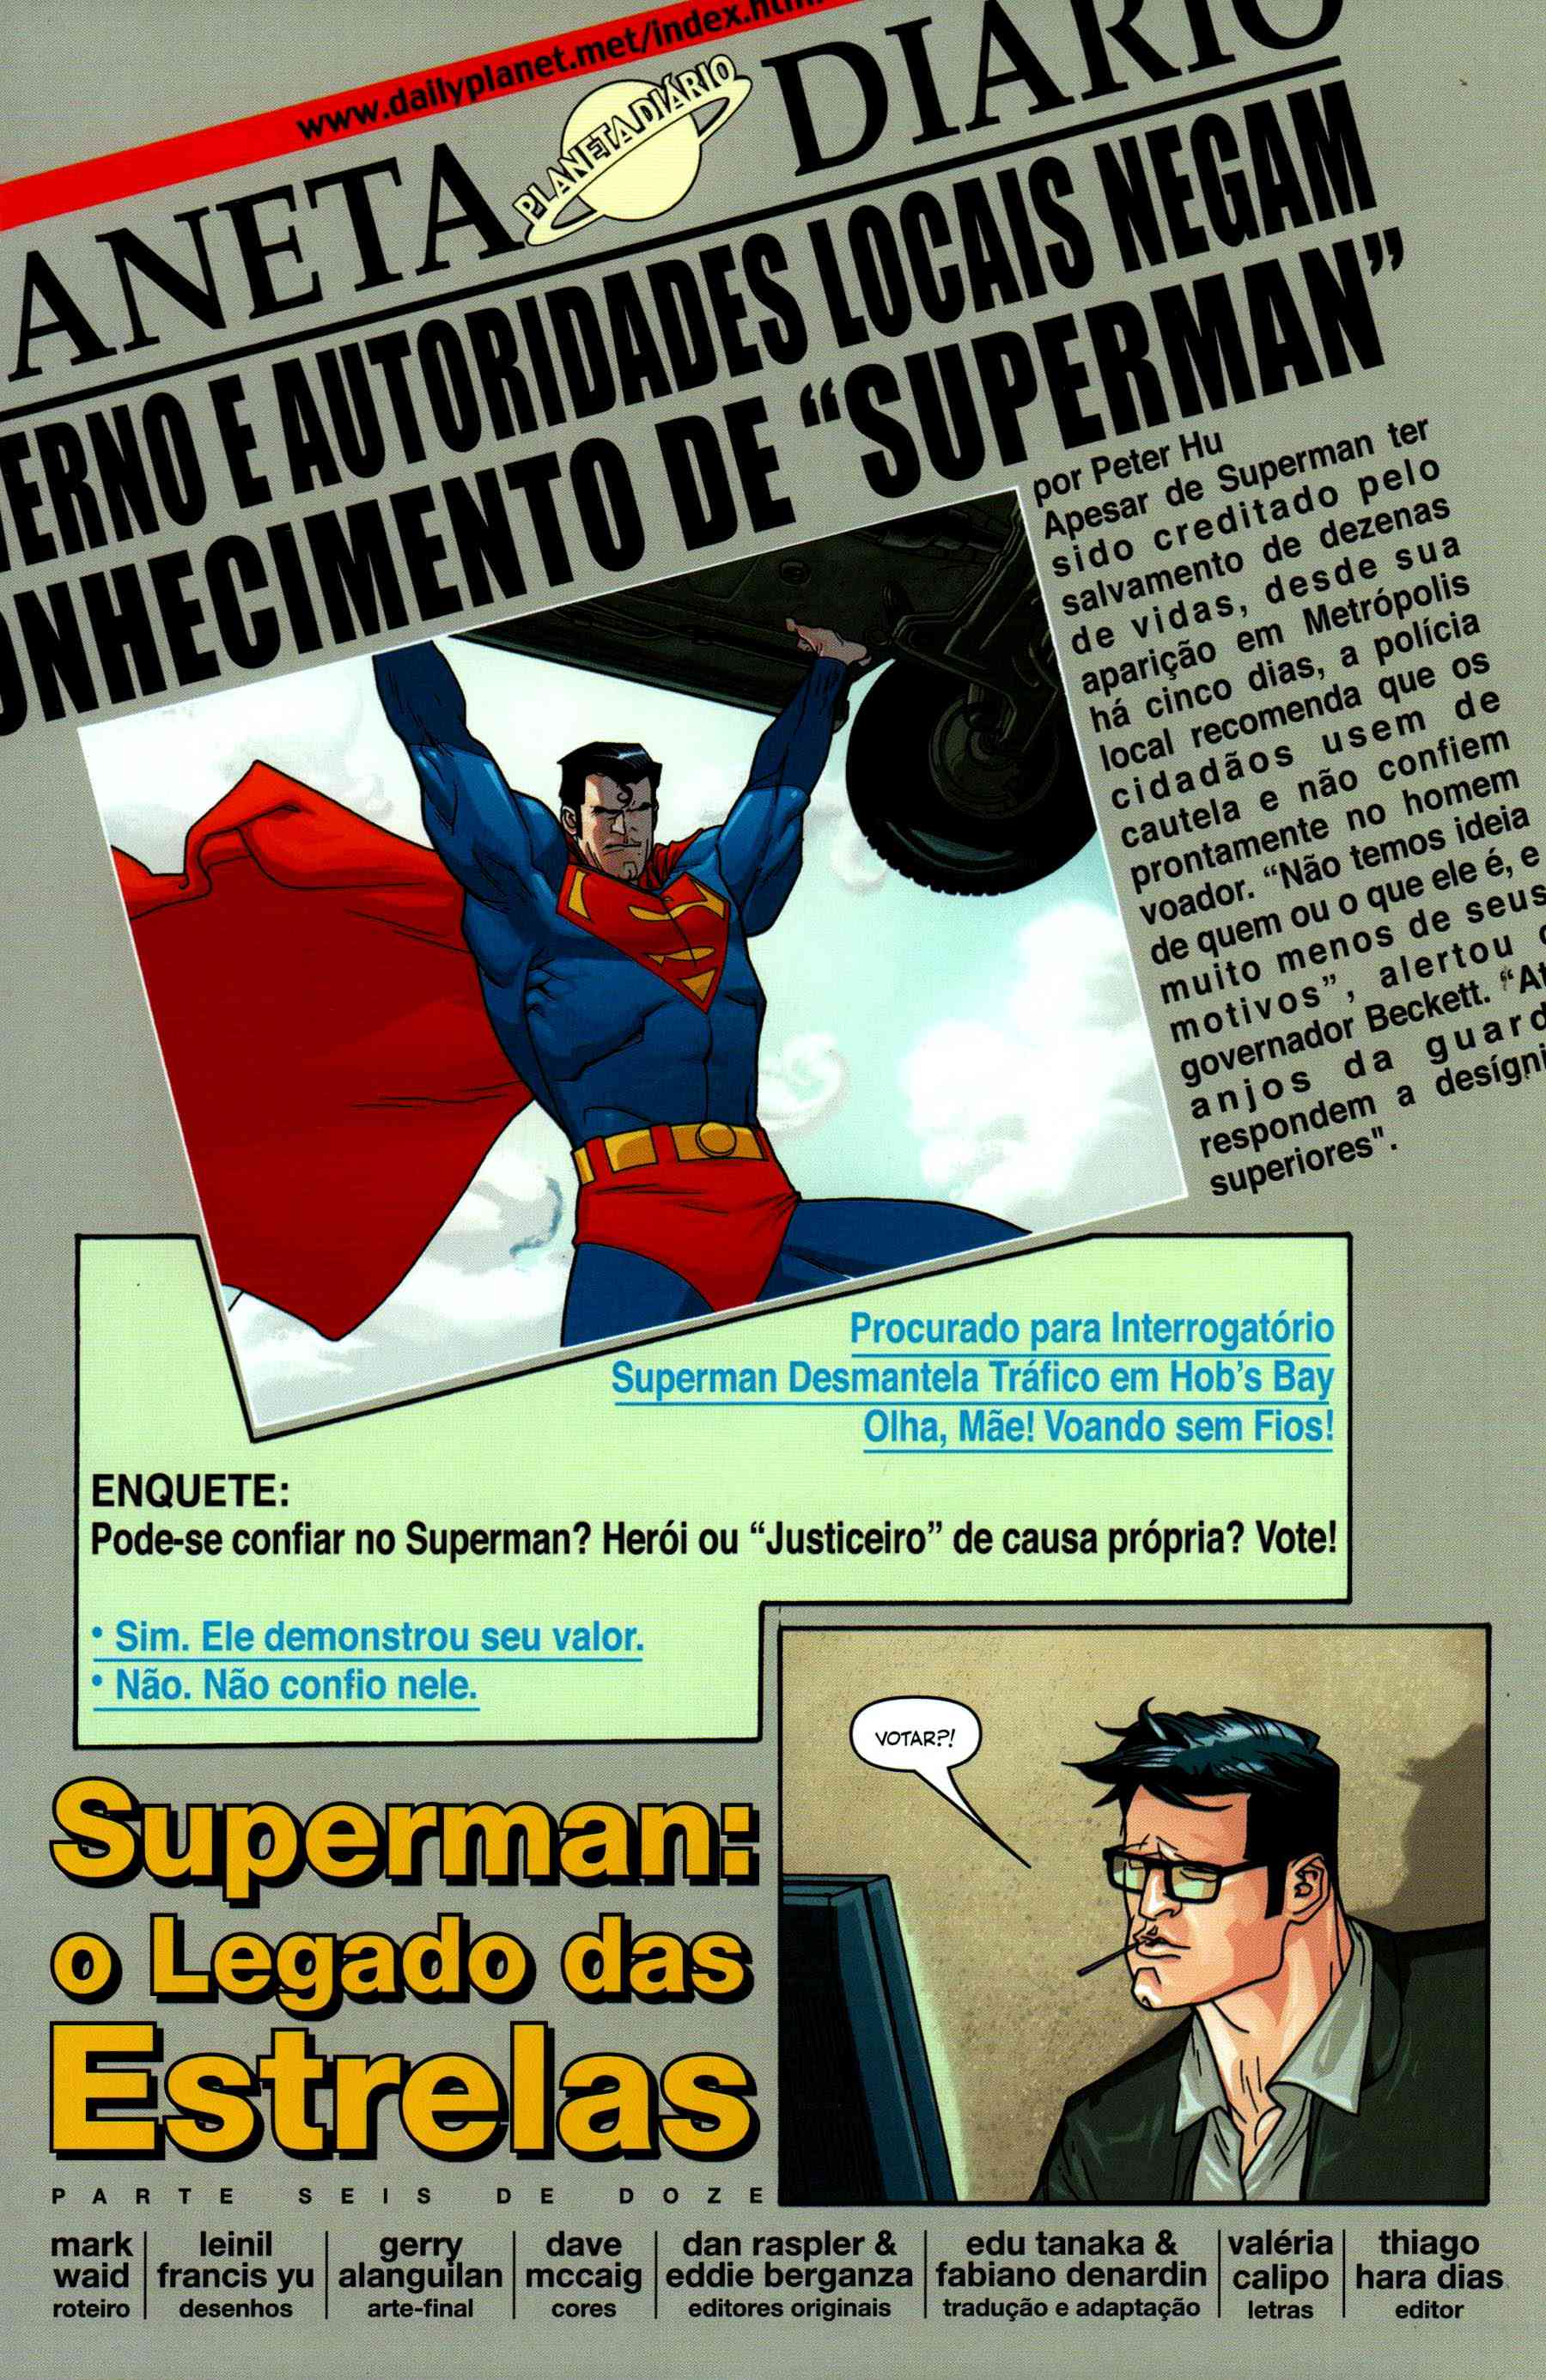 www.dailyplanet.met/index.htm
ANETA DIÁRIO
PLANETA DIÁRIO
ERNO E AUTORIDADES LOCAIS NEGAM
ONHECIMENTO DE “SUPERMAN”
por Peter Hu
Apesar de Superman ter
sido creditado pelo
salvamento de dezenas
de vidas, desde sua
aparição em Metrópolis
há cinco dias, a polícia
local recomenda que os
cidadãos usem de
cautela e não confiem
prontamente no homem
voador. “Não temos ideia
de quem ou o que ele é, e
muito menos de seus
motivos”, alertou o
governador Beckett. “At
anjos da guard
respondem a desígni
superiores".
Procurado para Interrogatório
Superman Desmantela Tráfico em Hob’s Bay
Olha, Mãe! Voando sem Fios!
ENQUETE:
Pode-se confiar no Superman? Herói ou “Justiceiro” de causa própria? Vote!
• Sim. Ele demonstrou seu valor.
• Não. Não confio nele.
VOTAR?!
Superman:
o Legado das
Estrelas
PARTE SEIS DE DOZE
mark leinil gerry dave dan raspler & edu tanaka & valéria thiago
waid francis yu alanguilan mccaig eddie berganza fabiano denardin calipo hara dias
roteiro desenhos arte-final cores editores originais tradução e adaptação letras editor